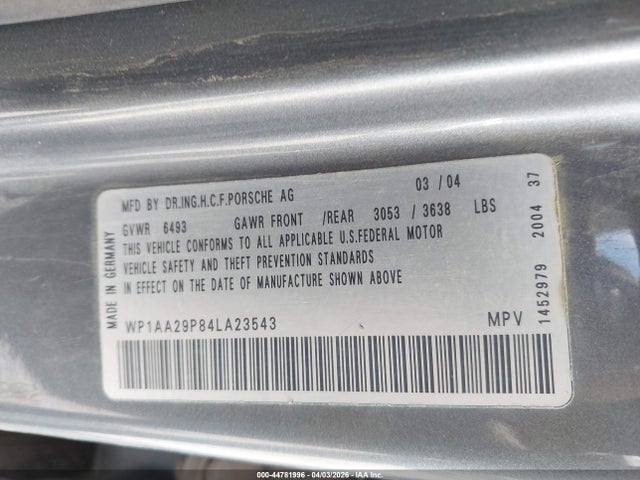 MFD BY DR.ING.H.C.F.PORSCHE AG 03 / 04
GVWR 6493 GAWR FRONT /REAR 3053 / 3638 LBS
THIS VEHICLE CONFORMS TO ALL APPLICABLE U.S.FEDERAL MOTOR
VEHICLE SAFETY AND THEFT PREVENTION STANDARDS
IN EFFECT ON THE DATE OF MANUFACTURE SHOWN ABOVE
WP1AA29P84LA23543 MPV
MADE IN GERMANY
1452979 2004 37
000-44781996 - 04/03/2026 - IAA Inc.